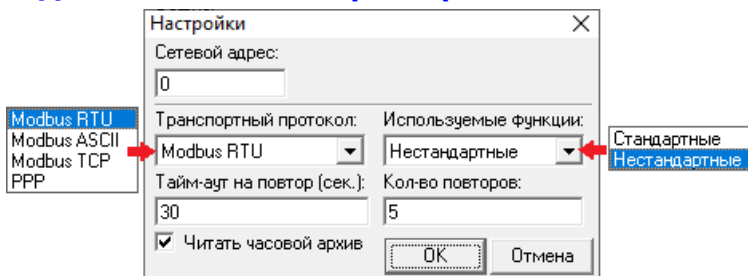 Настройки
Сетевой адрес:
0
Транспортный протокол: Используемые функции:
Modbus RTU Нестандартные
Modbus RTU
Modbus ASCII
Modbus TCP
PPP
Стандартные
Нестандартные
Тайм-аут на повтор (сек.): Кол-во повторов:
30 5
Читать часовой архив
OK Отмена